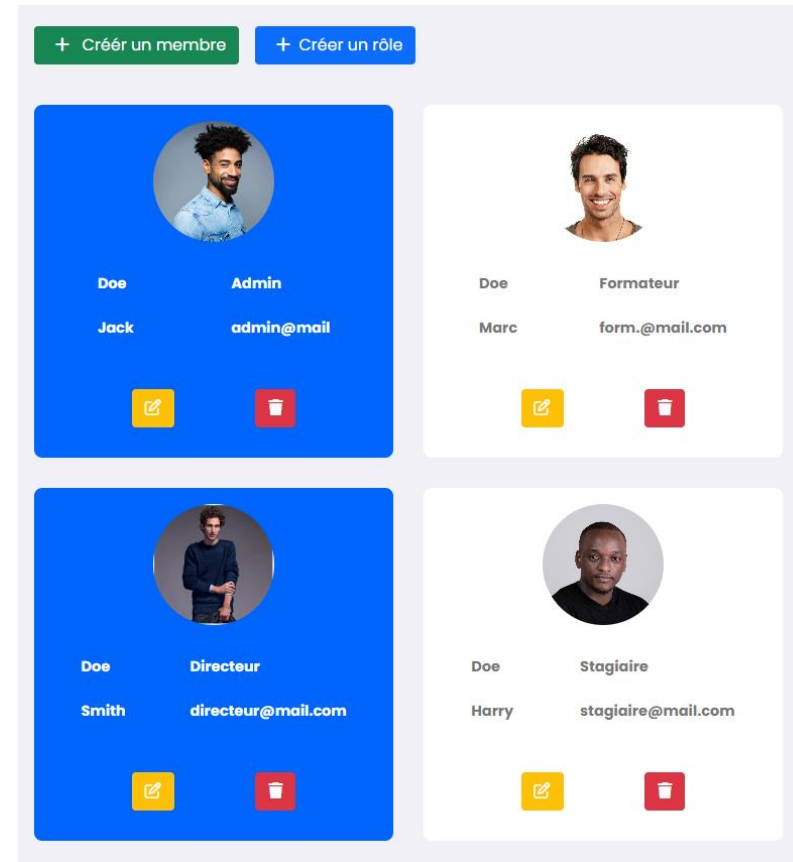 + Créér un membre + Créer un rôle
Doe Admin
Jack admin@mail
Doe Formateur
Marc form.@mail.com
Doe Directeur
Smith directeur@mail.com
Doe Stagiaire
Harry stagiaire@mail.com